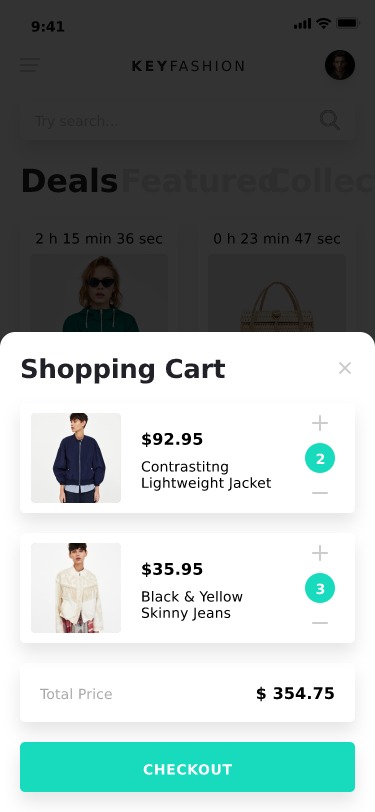 9:41
KEYFASHION
Try search...
Deals Featured Collec
2 h 15 min 36 sec
0 h 23 min 47 sec
Shopping Cart
$92.95
Contrastitng
Lightweight Jacket
2
$35.95
Black & Yellow
Skinny Jeans
3
Total Price
$ 354.75
CHECKOUT